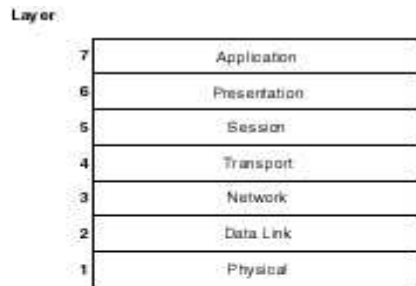 Layer
7 Application
6 Presentation
5 Session
4 Transport
3 Network
2 Data Link
1 Physical